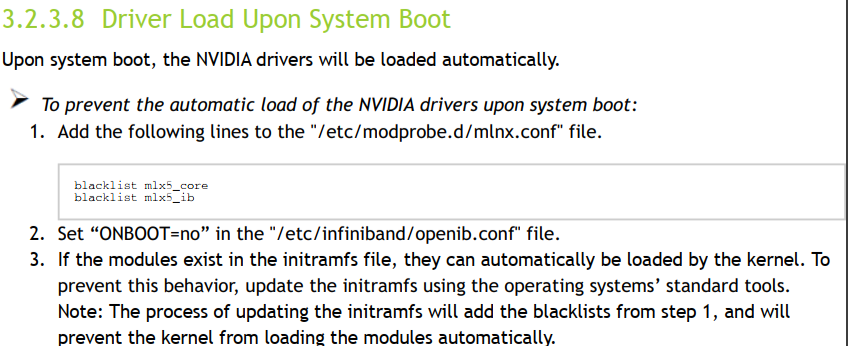 3.2.3.8 Driver Load Upon System Boot
Upon system boot, the NVIDIA drivers will be loaded automatically.
➤ To prevent the automatic load of the NVIDIA drivers upon system boot:
1. Add the following lines to the "/etc/modprobe.d/mlnx.conf" file.
blacklist mlx5_core
blacklist mlx5_ib
2. Set “ONBOOT=no” in the "/etc/infiniband/openib.conf" file.
3. If the modules exist in the initramfs file, they can automatically be loaded by the kernel. To
prevent this behavior, update the initramfs using the operating systems’ standard tools.
Note: The process of updating the initramfs will add the blacklists from step 1, and will
prevent the kernel from loading the modules automatically.